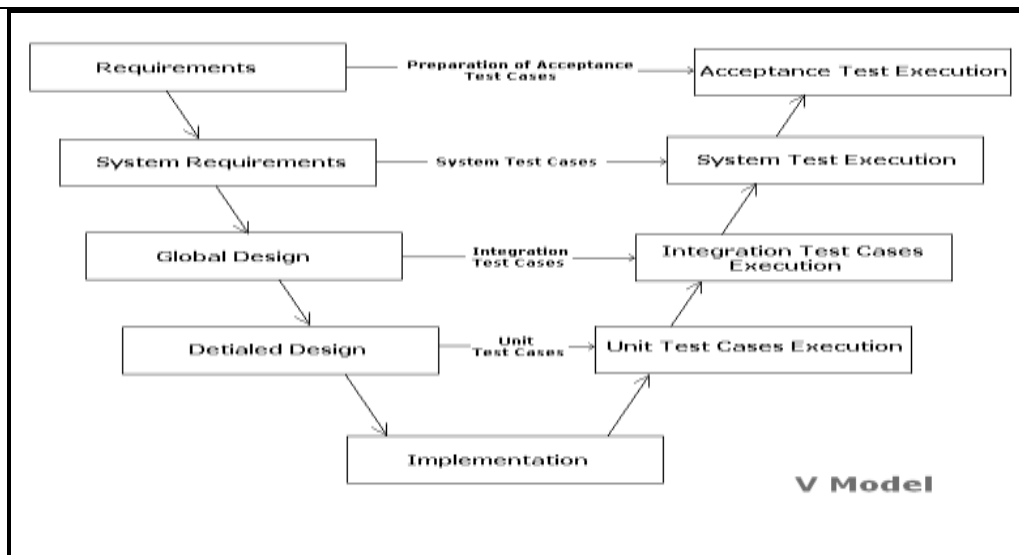 Requirements
Preparation of Acceptance
Test Cases
Acceptance Test Execution
System Requirements
System Test Cases
System Test Execution
Global Design
Integration
Test Cases
Integration Test Cases
Execution
Detialed Design
Unit
Test Cases
Unit Test Cases Execution
Implementation
V Model